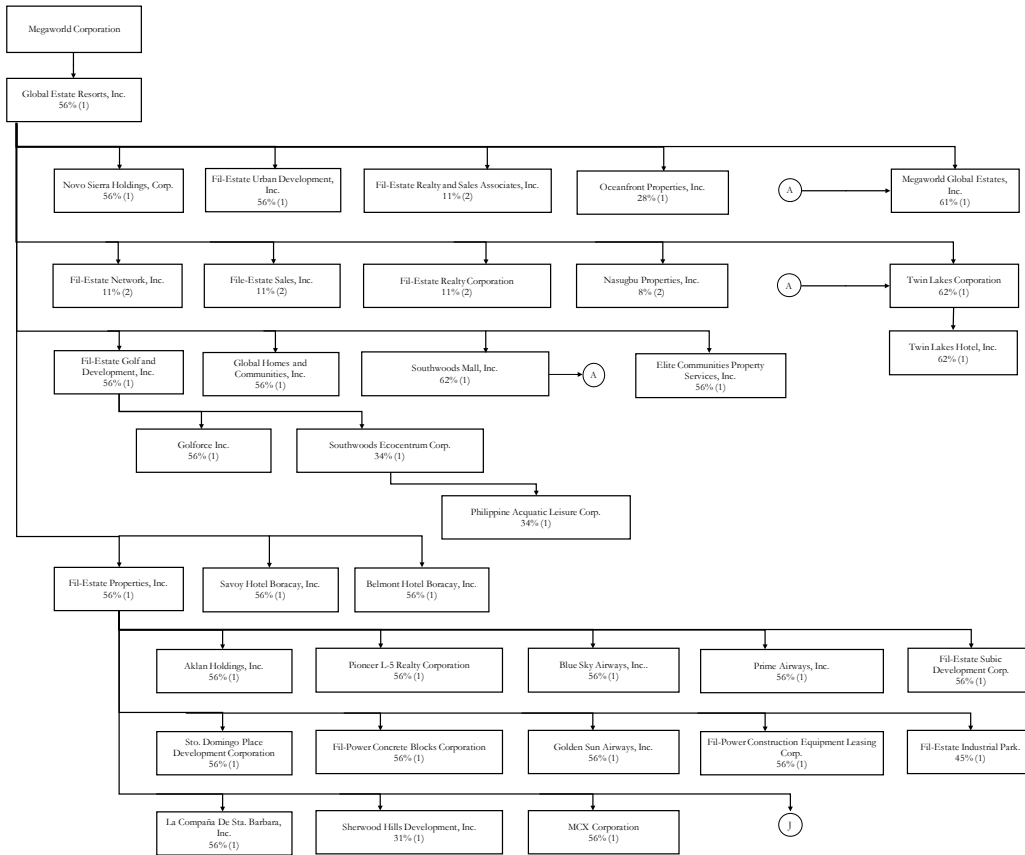 Megaworld Corporation
Global Estate Resorts, Inc.
56% (1)
Novo Sierra Holdings, Corp.
56% (1)
Fil-Estate Urban Development,
Inc.
56% (1)
Fil-Estate Realty and Sales Associates, Inc.
11% (2)
Oceanfront Properties, Inc.
28% (1)
A
Megaworld Global Estates,
Inc.
61% (1)
Fil-Estate Network, Inc.
11% (2)
File-Estate Sales, Inc.
11% (2)
Fil-Estate Realty Corporation
11% (2)
Nasugbu Properties, Inc.
8% (2)
A
Twin Lakes Corporation
62% (1)
Twin Lakes Hotel, Inc.
62% (1)
Fil-Estate Golf and
Development, Inc.
56% (1)
Global Homes and
Communities, Inc.
56% (1)
Southwoods Mall, Inc.
62% (1)
A
Elite Communities Property
Services, Inc.
56% (1)
Golforce Inc.
56% (1)
Southwoods Ecocentrum Corp.
34% (1)
Philippine Acquatic Leisure Corp.
34% (1)
Fil-Estate Properties, Inc.
56% (1)
Savoy Hotel Boracay, Inc.
56% (1)
Belmont Hotel Boracay, Inc.
56% (1)
Aklan Holdings, Inc.
56% (1)
Pioneer L-5 Realty Corporation
56% (1)
Blue Sky Airways, Inc..
56% (1)
Prime Airways, Inc.
56% (1)
Fil-Estate Subic
Development Corp.
56% (1)
Sto. Domingo Place
Development Corporation
56% (1)
Fil-Power Concrete Blocks Corporation
56% (1)
Golden Sun Airways, Inc.
56% (1)
Fil-Power Construction Equipment Leasing
Corp.
56% (1)
Fil-Estate Industrial Park.
45% (1)
La Compaña De Sta. Barbara,
Inc.
56% (1)
Sherwood Hills Development, Inc.
31% (1)
MCX Corporation
56% (1)
J